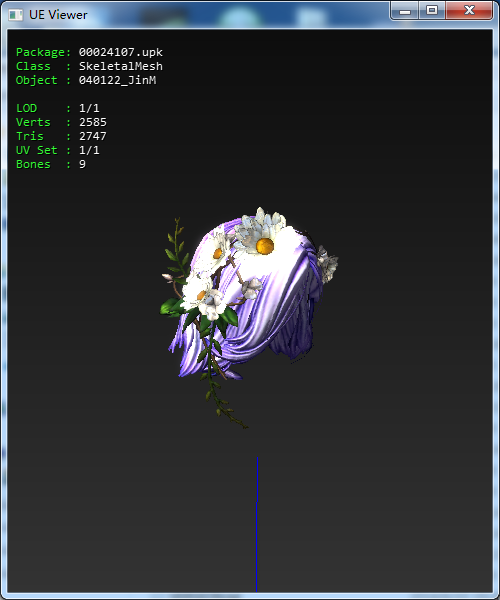 UE Viewer
Package: 00024107.upk
Class : SkeletalMesh
Object : 040122_JinM
LOD : 1/1
Verts : 2585
Tris : 2747
UV Set : 1/1
Bones : 9